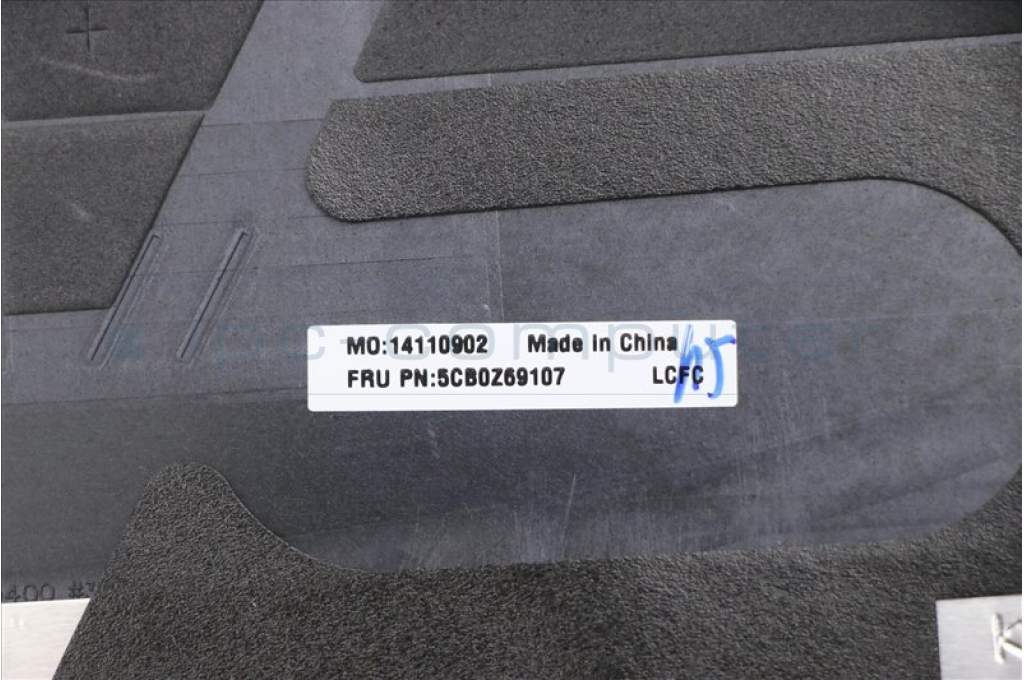 MO:14110902 Made in China
FRU PN:5CB0Z69107 LCFC